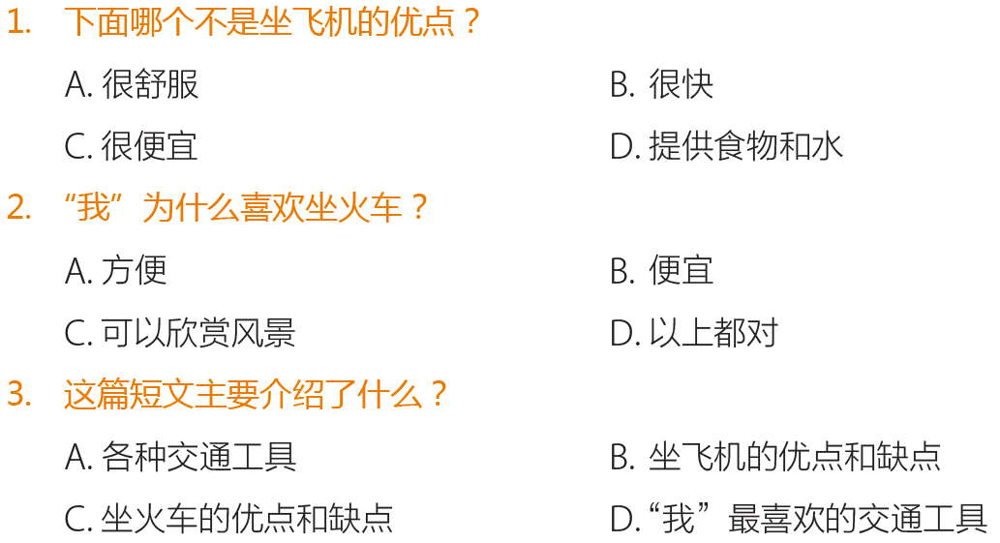 1. 下面哪个不是坐飞机的优点？
A. 很舒服 B. 很快
C. 很便宜 D. 提供食物和水
2. “我”为什么喜欢坐火车？
A. 方便 B. 便宜
C. 可以欣赏风景 D. 以上都对
3. 这篇短文主要介绍了什么？
A. 各种交通工具 B. 坐飞机的优点和缺点
C. 坐火车的优点和缺点 D. “我”最喜欢的交通工具